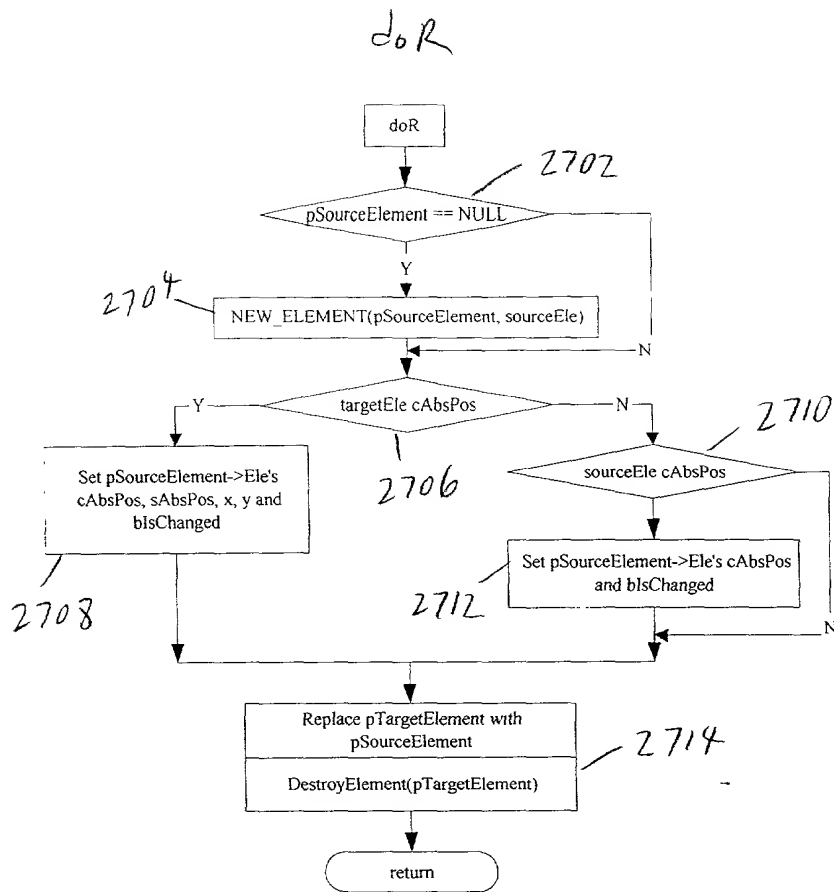 doR
doR
2702
pSourceElement == NULL
Y
2704
NEW_ELEMENT(pSourceElement, sourceEle)
N
Y
targetEle cAbsPos
N
2710
2706
sourceEle cAbsPos
Set pSourceElement->Ele's
cAbsPos, sAbsPos, x, y and
bIsChanged
2708
Set pSourceElement->Ele's cAbsPos
and bIsChanged
2712
N
Replace pTargetElement with
pSourceElement
2714
DestroyElement(pTargetElement)
return